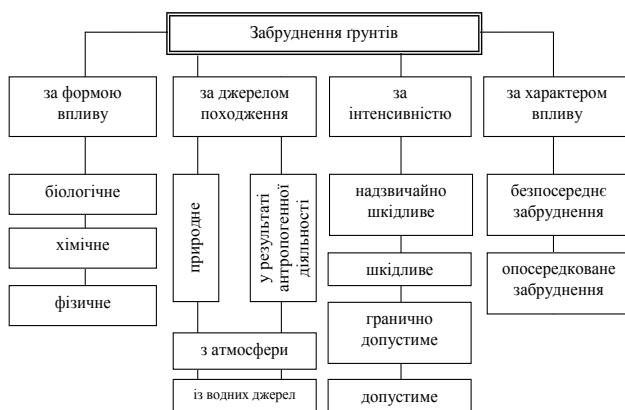 Забруднення ґрунтів
за формою
впливу
за джерелом
походження
за
інтенсивністю
за характером
впливу
біологічне
хімічне
фізичне
природне
у результаті
антропогенної
діяльності
з атмосфери
із водних джерел
надзвичайно
шкідливе
шкідливе
гранично
допустиме
допустиме
безпосереднє
забруднення
опосередковане
забруднення